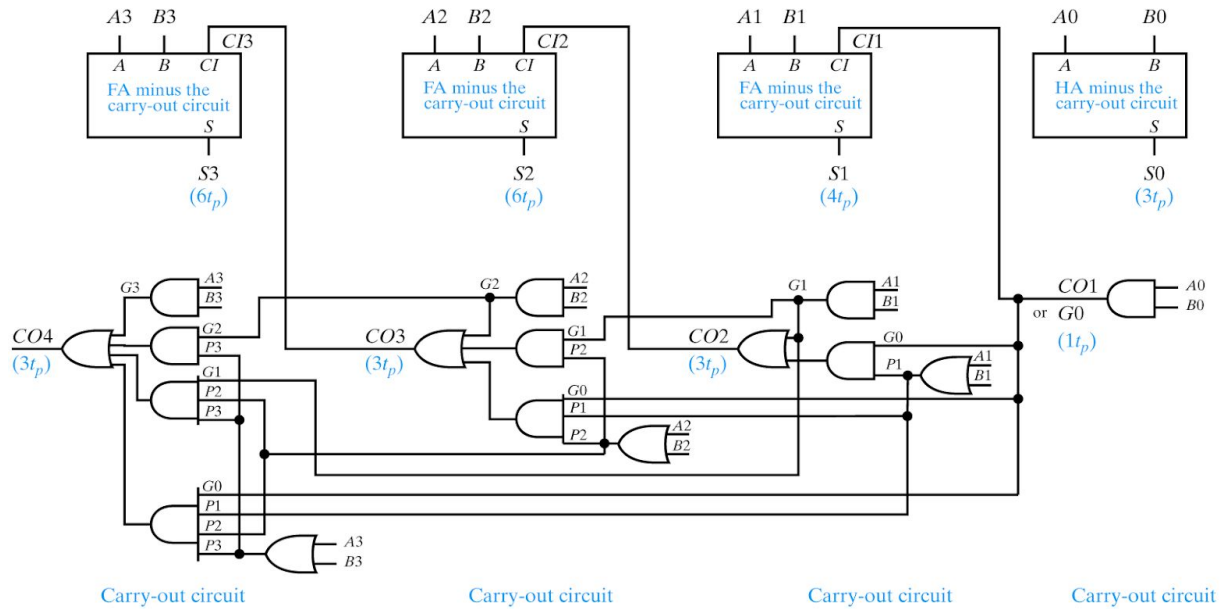 A3 B3 A2 B2 A1 B1 A0 B0
CI3 CI2 CI1
A B CI A B CI A B CI A B
FA minus the FA minus the FA minus the HA minus the
carry-out circuit carry-out circuit carry-out circuit carry-out circuit
S S S S
S3 S2 S1 S0
(6tp) (6tp) (4tp) (3tp)
G3 A3 G2 A2 G1 A1 CO1 A0
B3 B2 B1 or G0 B0
CO4 G2 CO3 G1 CO2 G0 (1tp)
(3tp) P3 (3tp) P2 (3tp) P1 A1
G1 G0 B1
P2 P1
P3 P2 A2
B2
G0
P1
P2 A3
P3 B3
Carry-out circuit Carry-out circuit Carry-out circuit Carry-out circuit